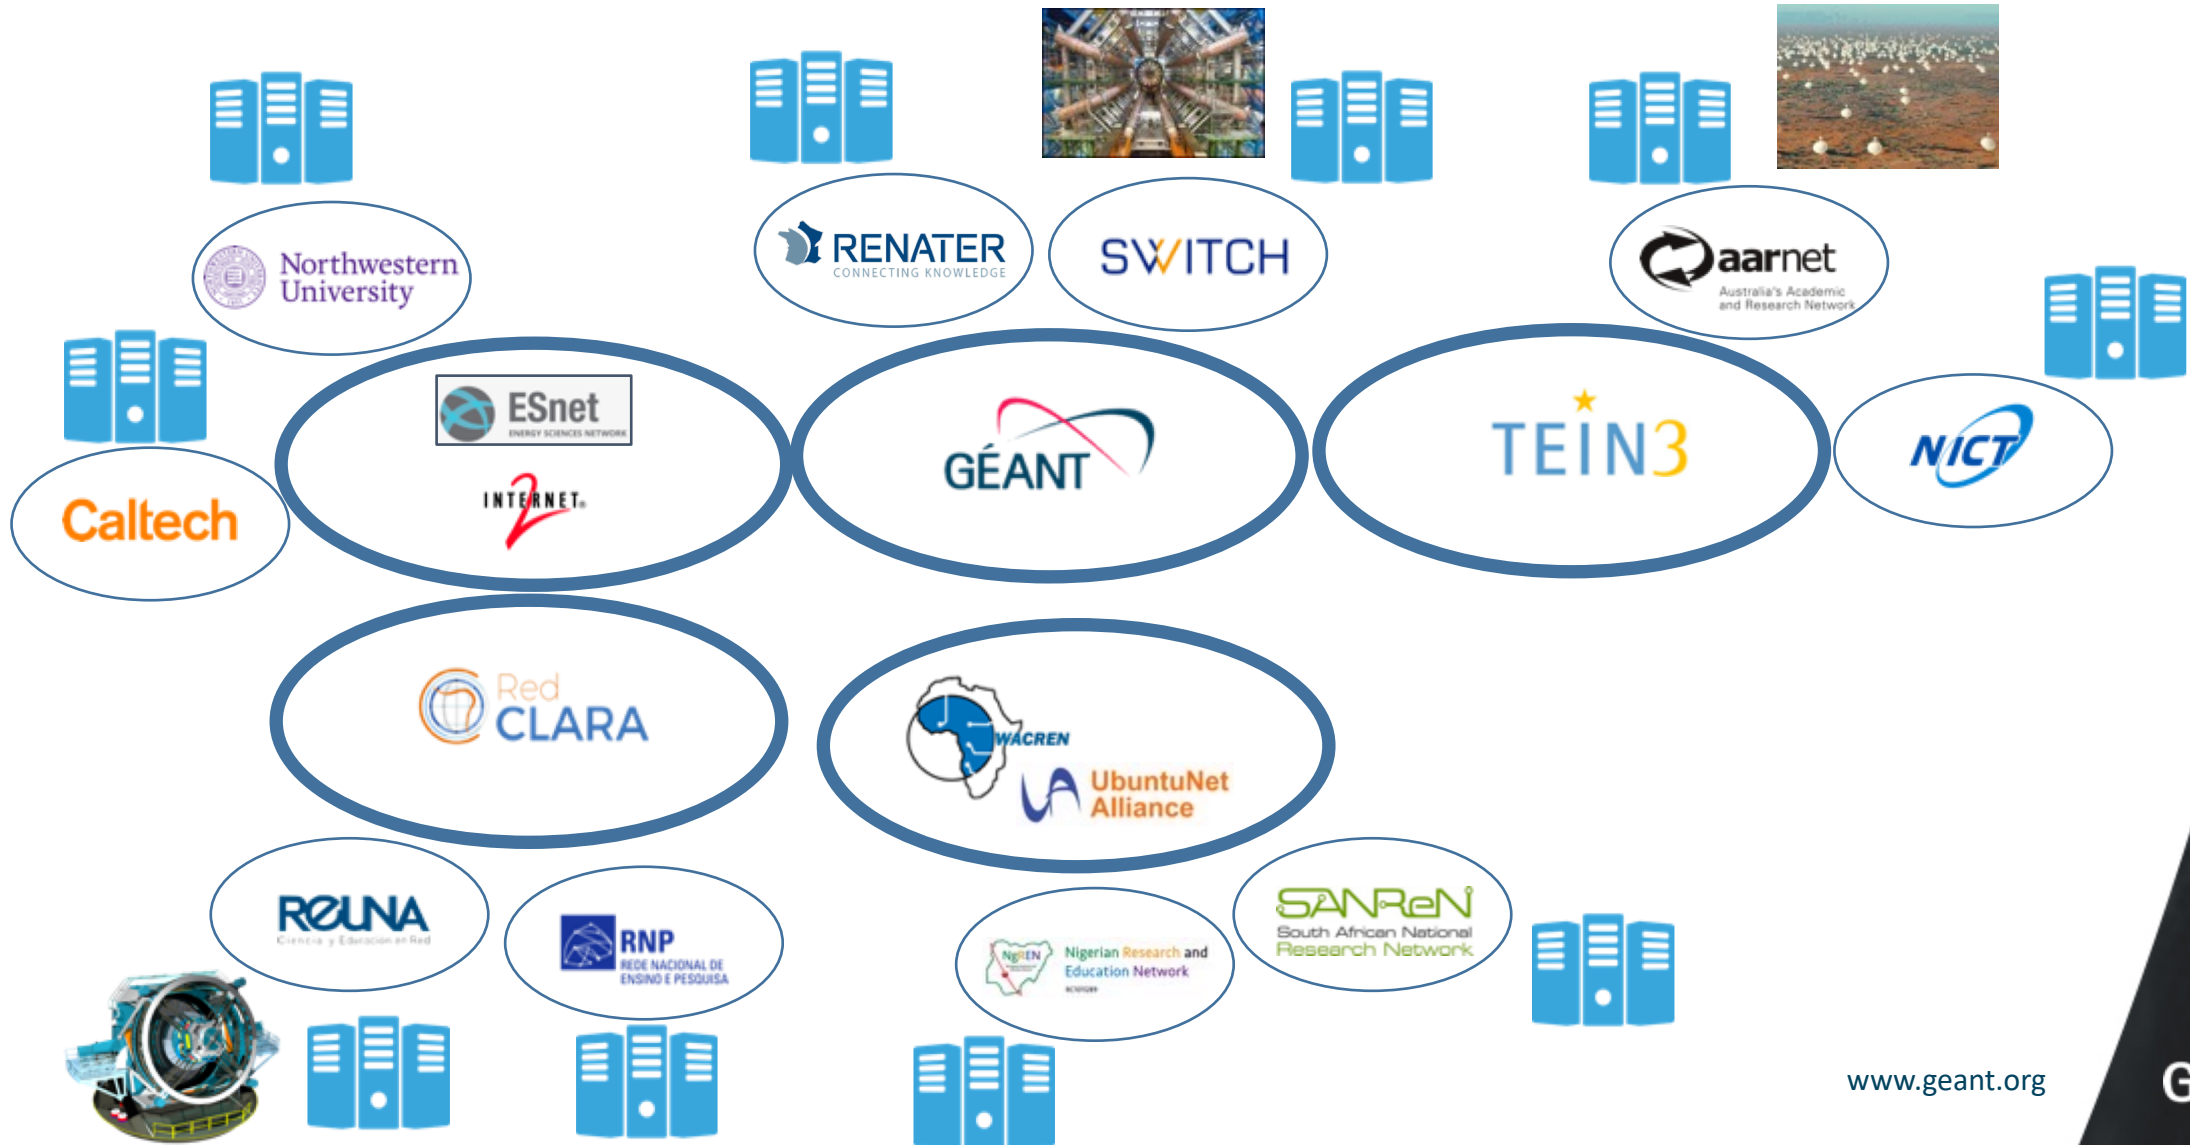 Northwestern
University
RENATER
CONNECTING KNOWLEDGE
SWITCH
aarnet
Australia's Academic
and Research Network
Caltech
ESnet
ENERGY SCIENCES NETWORK
INTERNET
2
GÉANT
TEIN3
NICT
Red
CLARA
WACREN
UbuntuNet
Alliance
REUNA
Ciencia y Educación en Red
RNP
REDE NACIONAL DE
ENSINO E PESQUISA
NgREN
Nigerian Research and
Education Network
SANReN
South African National
Research Network
www.geant.org
G